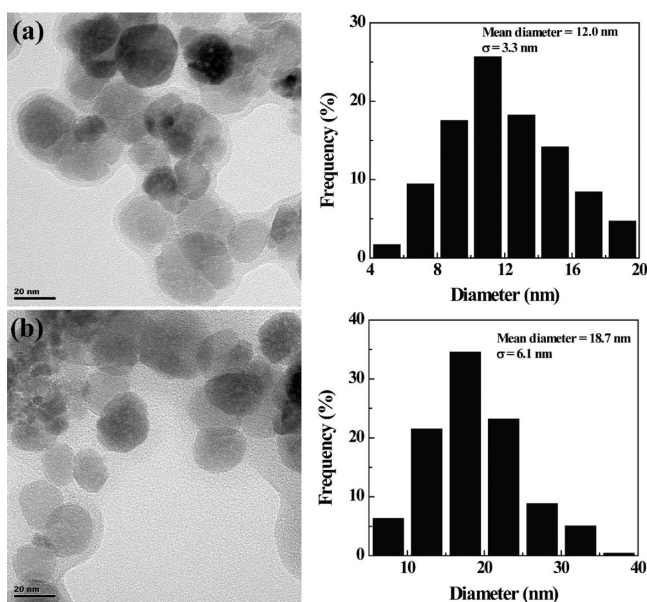 (a)
20 nm
Mean diameter = 12.0 nm
σ = 3.3 nm
Frequency (%)
30
20
10
0
4
8
12
16
20
Diameter (nm)
(b)
20 nm
Mean diameter = 18.7 nm
σ = 6.1 nm
Frequency (%)
40
30
20
10
0
10
20
30
40
Diameter (nm)